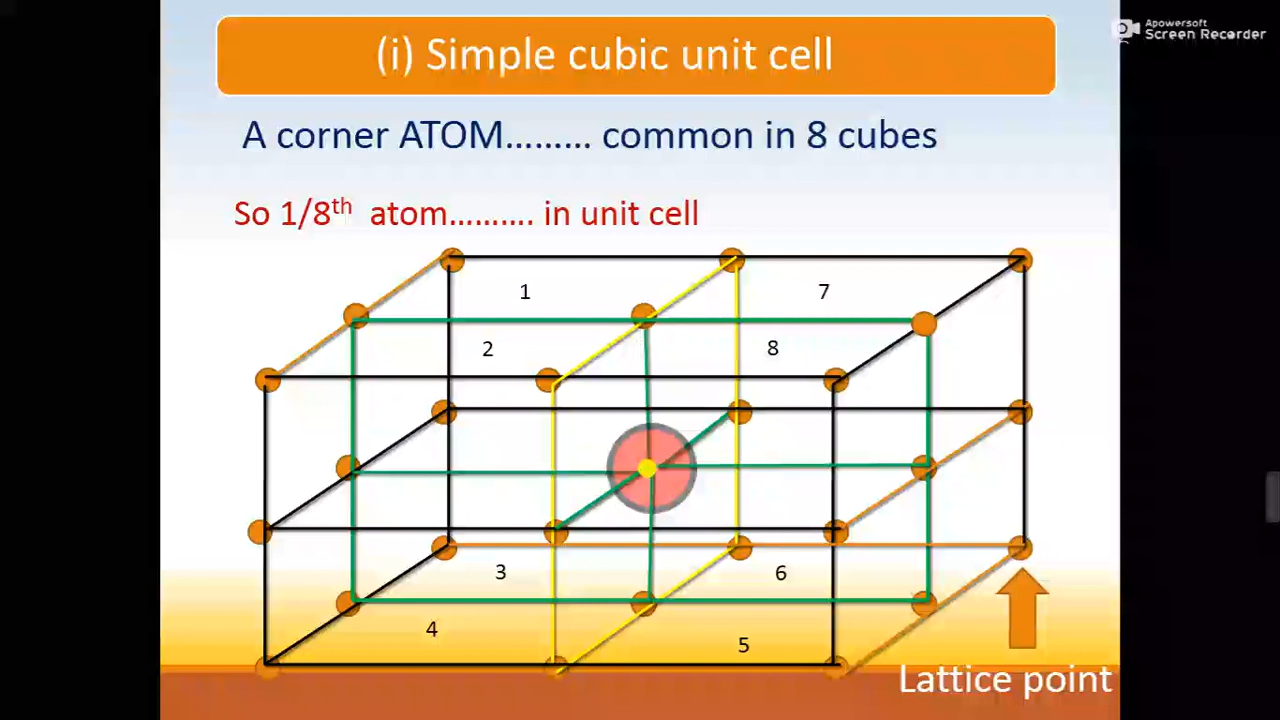 Apowersoft
Screen Recorder
(i) Simple cubic unit cell
A corner ATOM……… common in 8 cubes
So 1/8th atom………. in unit cell
1
7
2
8
3
6
4
5
Lattice point